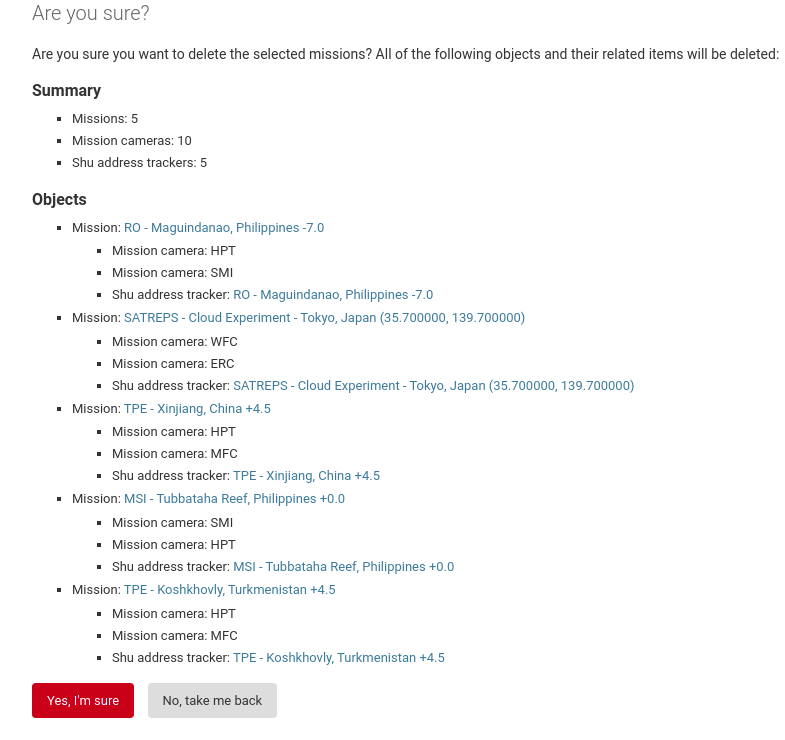 Are you sure?
Are you sure you want to delete the selected missions? All of the following objects and their related items will be deleted:
Summary
Missions: 5
Mission cameras: 10
Shu address trackers: 5
Objects
Mission: RO - Maguindanao, Philippines -7.0
Mission camera: HPT
Mission camera: SMI
Shu address tracker: RO - Maguindanao, Philippines -7.0
Mission: SATREPS - Cloud Experiment - Tokyo, Japan (35.700000, 139.700000)
Mission camera: WFC
Mission camera: ERC
Shu address tracker: SATREPS - Cloud Experiment - Tokyo, Japan (35.700000, 139.700000)
Mission: TPE - Xinjiang, China +4.5
Mission camera: HPT
Mission camera: MFC
Shu address tracker: TPE - Xinjiang, China +4.5
Mission: MSI - Tubbataha Reef, Philippines +0.0
Mission camera: SMI
Mission camera: HPT
Shu address tracker: MSI - Tubbataha Reef, Philippines +0.0
Mission: TPE - Koshkhovly, Turkmenistan +4.5
Mission camera: HPT
Mission camera: MFC
Shu address tracker: TPE - Koshkhovly, Turkmenistan +4.5
Yes, I'm sure No, take me back